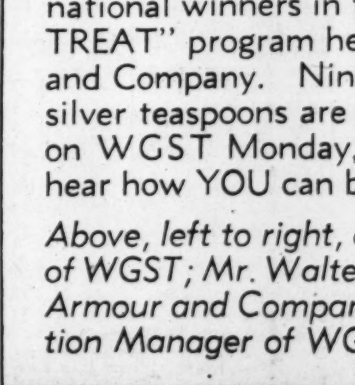 national winners in
TREAT" program he
and Company. Nin
silver teaspoons are
on WGST Monday,
hear how YOU can b
Above, left to right,
of WGST; Mr. Walte
Armour and Compan
tion Manager of WG